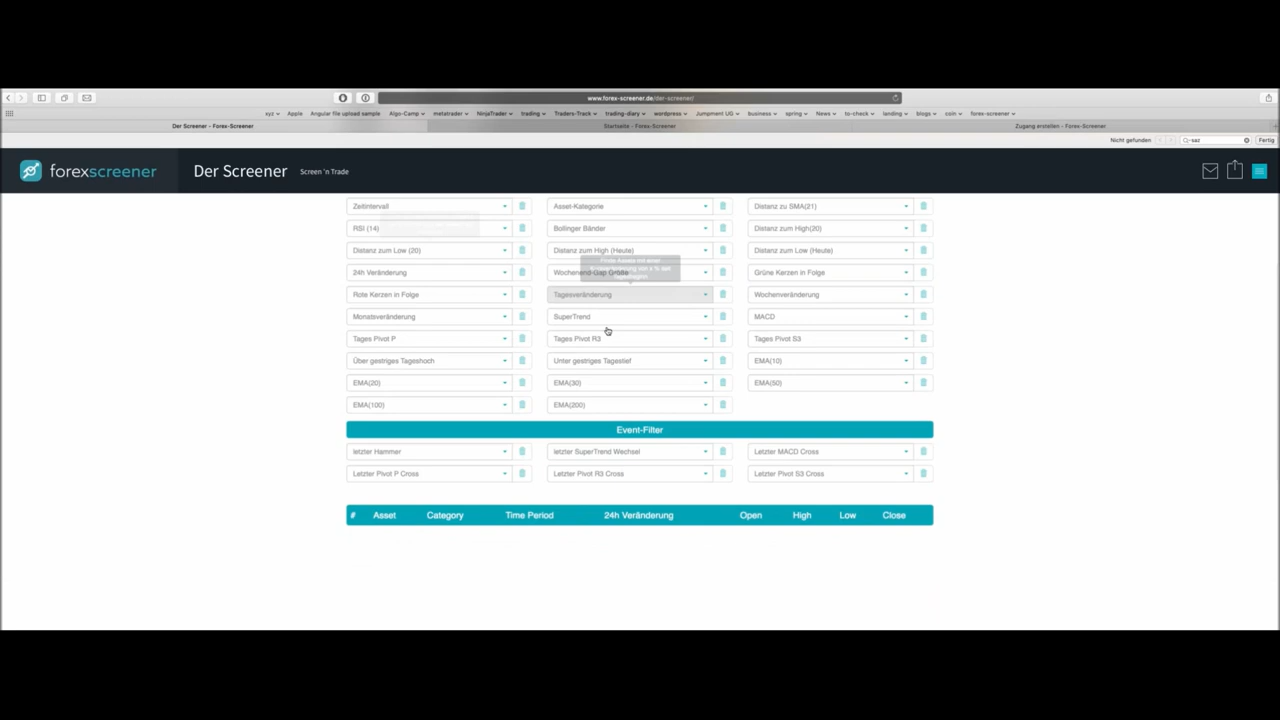 www.forex-screener.de/der-screener/
xyz Apple Angular file upload sample Algo-Camp metatrader NinjaTrader trading Traders-Track trading-diary wordpress Jumpment UG business spring News to-check landing blogs coin forex-screener
Der Screener - Forex-Screener Startseite - Forex-Screener Zugang erstellen - Forex-Screener
Nicht gefunden saz Fertig
forexscreener Der Screener Screen 'n Trade
Zeitintervall Asset-Kategorie Distanz zu SMA(21)
RSI (14) Bollinger Bänder Distanz zum High(20)
Distanz zum Low (20) Distanz zum High (Heute) Distanz zum Low (Heute)
Finde Assets mit einer
24h Veränderung Wochenend-Gap Größe Grüne Kerzen in Folge
Rote Kerzen in Folge Tagesveränderung Wochenveränderung
Monatsveränderung SuperTrend MACD
Tages Pivot P Tages Pivot R3 Tages Pivot S3
Über gestriges Tageshoch Unter gestriges Tagestief EMA(10)
EMA(20) EMA(30) EMA(50)
EMA(100) EMA(200)
Event-Filter
letzter Hammer letzter SuperTrend Wechsel Letzter MACD Cross
Letzter Pivot P Cross Letzter Pivot R3 Cross Letzter Pivot S3 Cross
# Asset Category Time Period 24h Veränderung Open High Low Close